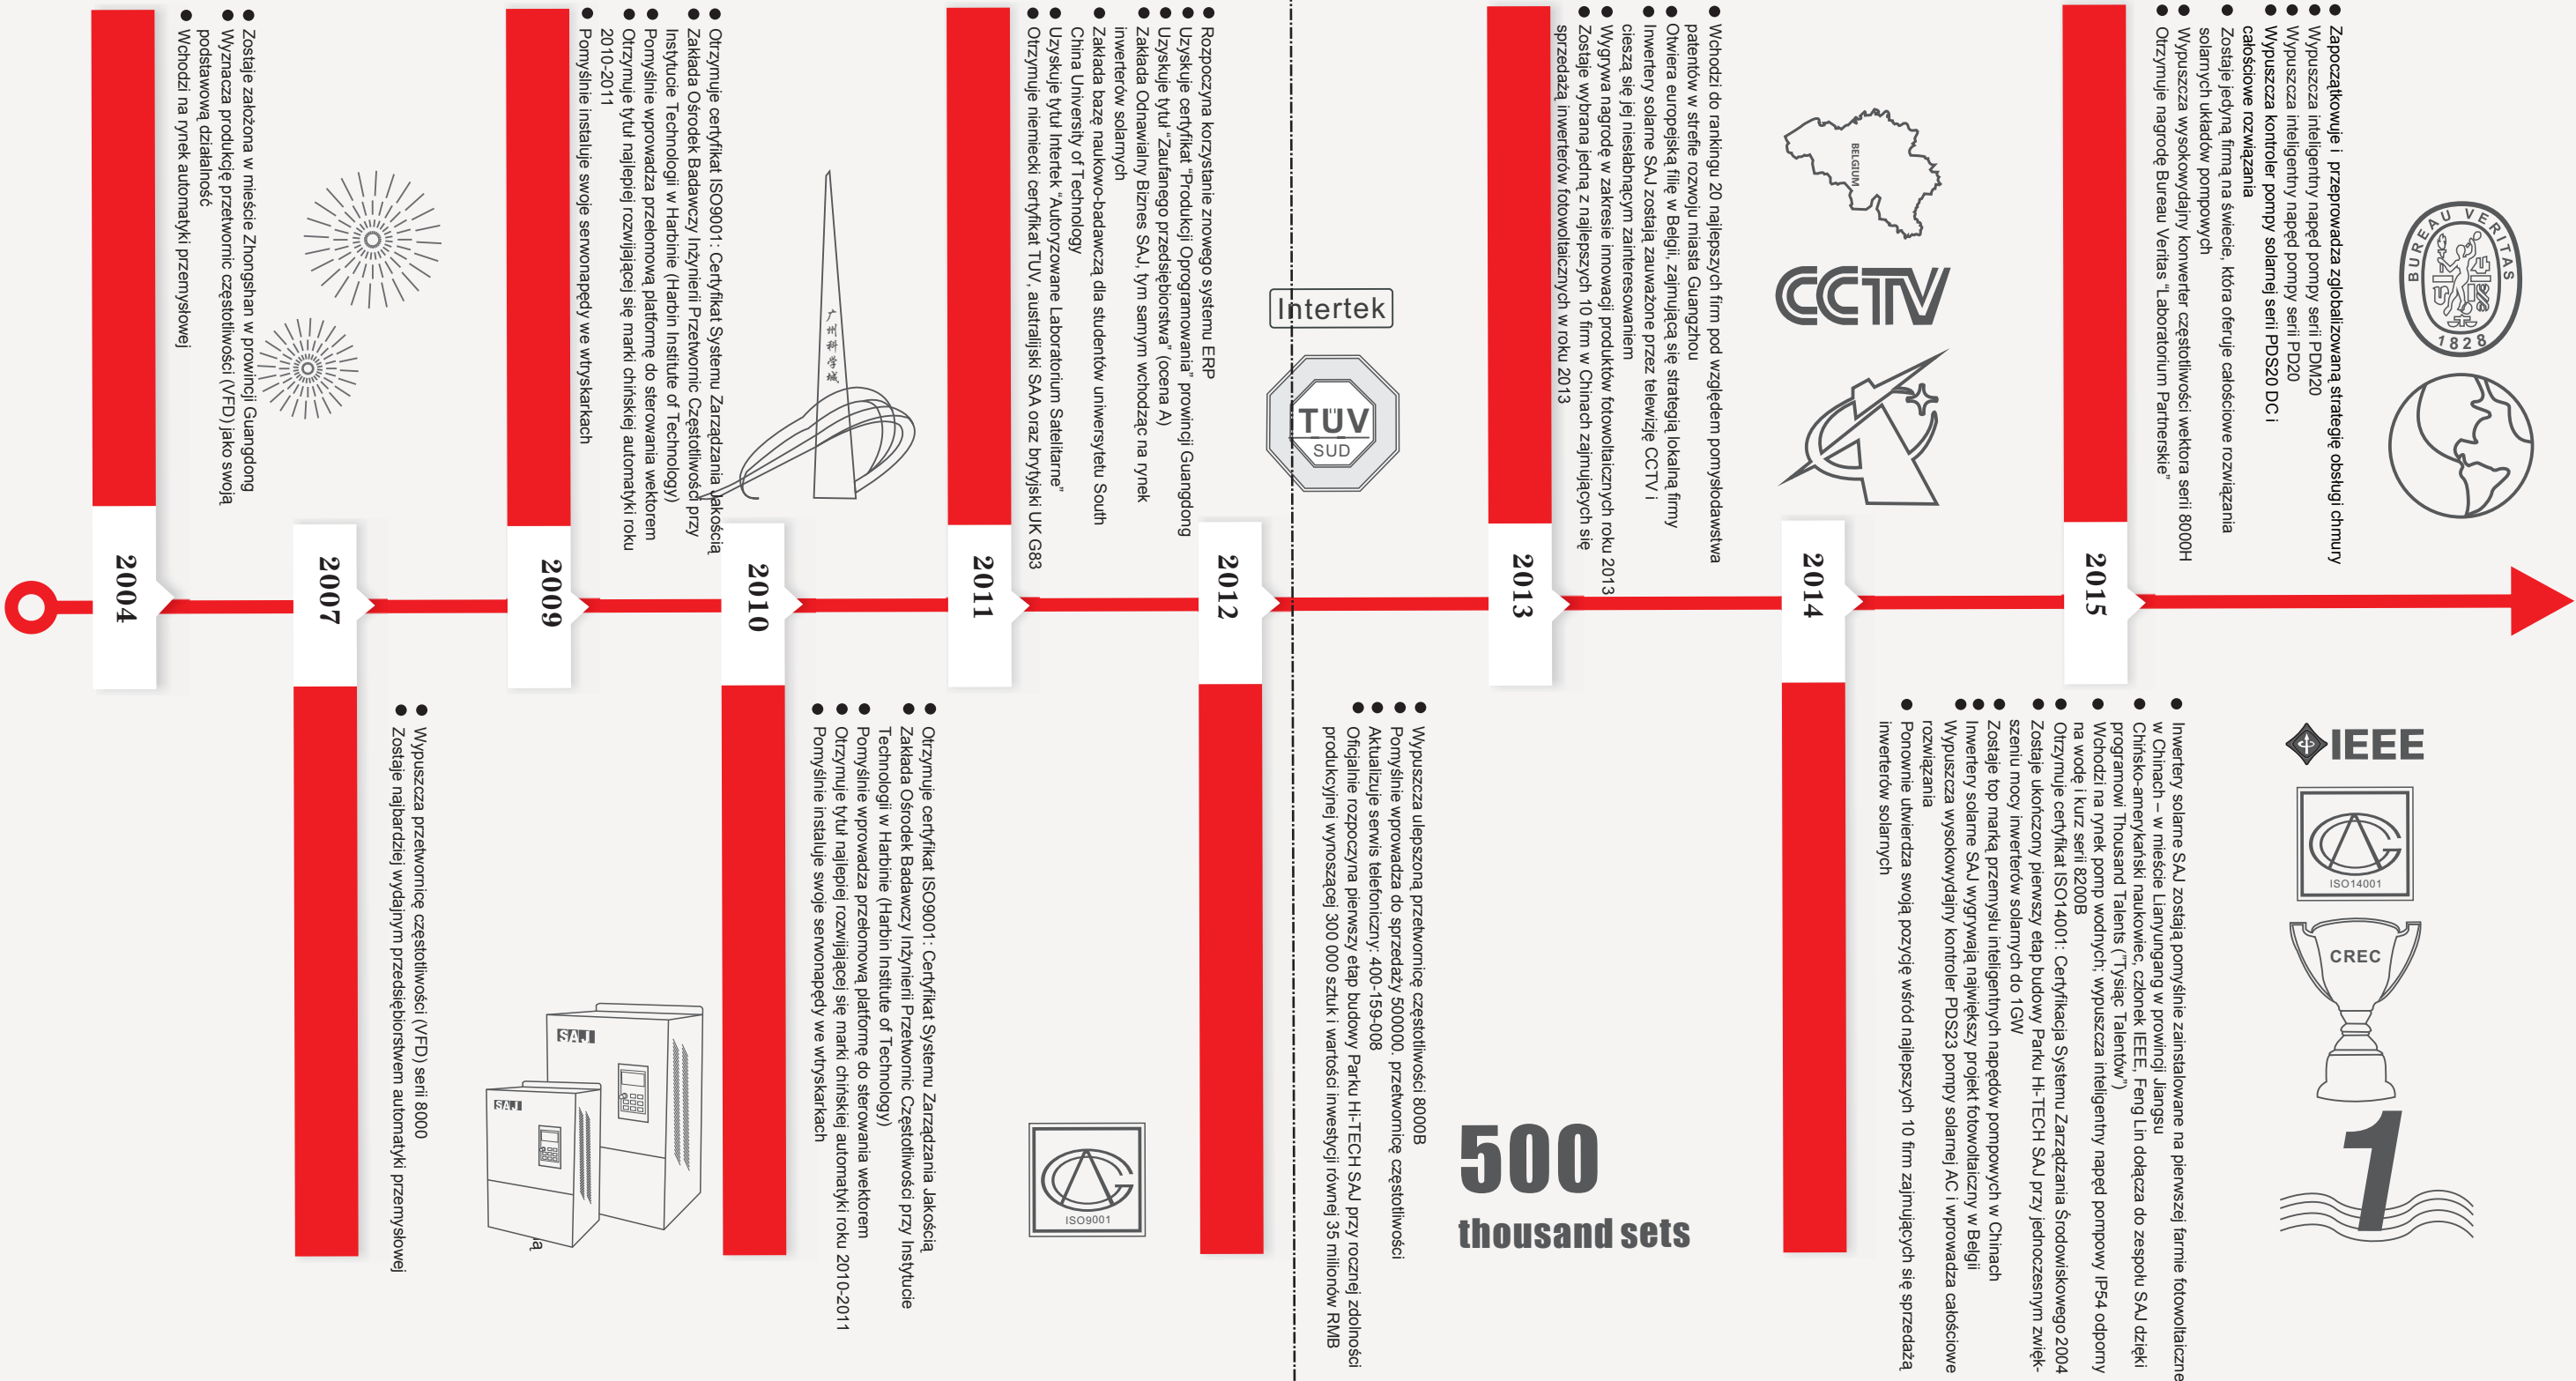 2004
Zostaje założona w mieście Zhongshan w prowincji Guangdong
Wyznacza produkcję przetwornic częstotliwości (VFD) jako swoją
podstawową działalność
Wchodzi na rynek automatyki przemysłowej
2007
Wypuszcza przetwornicę częstotliwości (VFD) serii 8000
Zostaje najbardziej wydajnym przedsiębiorstwem automatyki przemysłowej
SAJ
SAJ
ą
2009
Otrzymuje certyfikat ISO9001: Certyfikat Systemu Zarządzania Jakością
Zakłada Ośrodek Badawczy Inżynierii Przetwornic Częstotliwości przy
Instytucie Technologii w Harbinie (Harbin Institute of Technology)
Pomyślnie wprowadza przełomową platformę do sterowania wektorem
Otrzymuje tytuł najlepiej rozwijającej się marki chińskiej automatyki roku
2010-2011
Pomyślnie instaluje swoje serwonapędy we wtryskarkach
广州科学城
2010
Otrzymuje certyfikat ISO9001: Certyfikat Systemu Zarządzania Jakością
Zakłada Ośrodek Badawczy Inżynierii Przetwornic Częstotliwości przy Instytucie
Technologii w Harbinie (Harbin Institute of Technology)
Pomyślnie wprowadza przełomową platformę do sterowania wektorem
Otrzymuje tytuł najlepiej rozwijającej się marki chińskiej automatyki roku 2010-2011
Pomyślnie instaluje swoje serwonapędy we wtryskarkach
ISO9001
2011
Rozpoczyna korzystanie znowego systemu ERP
Uzyskuje certyfikat “Produkcji Oprogramowania” prowincji Guangdong
Uzyskuje tytuł “Zaufanego przedsiębiorstwa” (ocena A)
Zakłada Odnawialny Biznes SAJ, tym samym wchodząc na rynek
inwerterów solarnych
Zakłada bazę naukowo-badawczą dla studentów uniwersytetu South
China University of Technology
Uzyskuje tytuł Intertek “Autoryzowane Laboratorium Satelitarne”
Otrzymuje niemiecki certyfikat TUV, australijski SAA oraz brytyjski UK G83
Intertek
TÜV
SUD
2012
Wypuszcza ulepszoną przetwornicę częstotliwości 8000B
Pomyślnie wprowadza do sprzedaży 500000. przetwornicę częstotliwości
Aktualizuje serwis telefoniczny: 400-159-008
Oficjalnie rozpoczyna pierwszy etap budowy Parku Hi-TECH SAJ przy rocznej zdolności
produkcyjnej wynoszącej 300 000 sztuk i wartości inwestycji równej 35 milionów RMB
500
thousand sets
2013
Wchodzi do rankingu 20 najlepszych firm pod względem pomysłodawstwa
patentów w strefie rozwoju miasta Guangzhou
Otwiera europejską filię w Belgii, zajmującą się strategią lokalną firmy
Inwertery solarne SAJ zostają zauważone przez telewizję CCTV i
cieszą się jej niesłabnącym zainteresowaniem
Wygrywa nagrodę w zakresie innowacji produktów fotowoltaicznych roku 2013
Zostaje wybrana jedną z najlepszych 10 firm w Chinach zajmujących się
sprzedażą inwerterów fotowoltaicznych w roku 2013
BELGIUM
CCTV
2014
Inwertery solarne SAJ zostają pomyślnie zainstalowane na pierwszej farmie fotowoltaiczne
w Chinach – w mieście Lianyungang w prowincji Jiangsu
Chińsko-amerykański naukowiec, członek IEEE, Feng Lin dołącza do zespołu SAJ dzięki
programowi Thousand Talents (”Tysiąc Talentów”)
Wchodzi na rynek pomp wodnych; wypuszcza inteligentny napęd pompowy IP54 odporny
na wodę i kurz serii 8200B
Otrzymuje certyfikat ISO14001: Certyfikacja Systemu Zarządzania Środowiskowego 2004
Zostaje ukończony pierwszy etap budowy Parku Hi-TECH SAJ przy jednoczesnym zwięk-
szeniu mocy inwerterów solarnych do 1GW
Zostaje top marką przemysłu inteligentnych napędów pompowych w Chinach
Inwertery solarne SAJ wygrywają największy projekt fotowoltaiczny w Belgii
Wypuszcza wysokowydajny kontroler PDS23 pompy solarnej AC i wprowadza całościowe
rozwiązania
Ponownie utwierdza swoją pozycję wśród najlepszych 10 firm zajmujących się sprzedażą
inwerterów solarnych
IEEE
ISO14001
CREC
1
2015
Zapoczątkowuje i przeprowadza zglobalizowaną strategię obsługi chmury
Wypuszcza inteligentny napęd pompy serii PDM20
Wypuszcza inteligentny napęd pompy serii PD20
Wypuszcza kontroler pompy solarnej serii PDS20 DC i
całościowe rozwiązania
Zostaje jedyną firmą na świecie, która oferuje całościowe rozwiązania
solarnych układów pompowych
Wypuszcza wysokowydajny konwerter częstotliwości wektora serii 8000H
Otrzymuje nagrodę Bureau Veritas “Laboratorium Partnerskie”
BUREAU VERITAS
1828